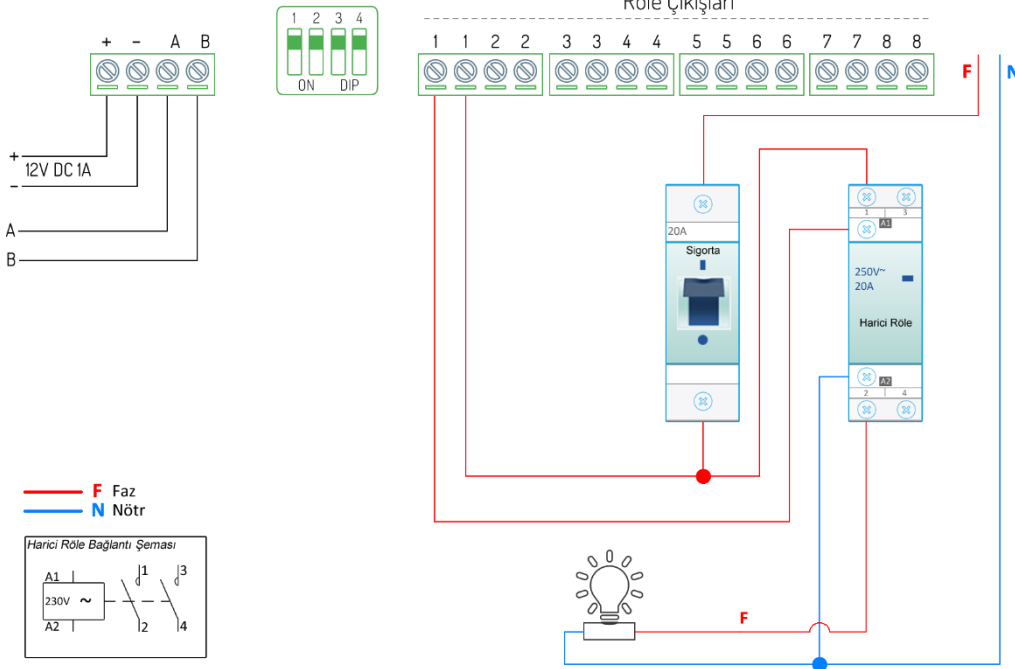 Röle Çıkışları
1 2 3 4
ON DIP
+ - A B
1 1 2 2 3 3 4 4 5 5 6 6 7 7 8 8
F N
+
12V DC 1A
-
A
B
20A
Sigorta
1 3
A1
250V~
20A
Harici Röle
A2
2 4
F Faz
N Nötr
Harici Röle Bağlantı Şeması
A1 1 3
230V ~
A2 2 4
F